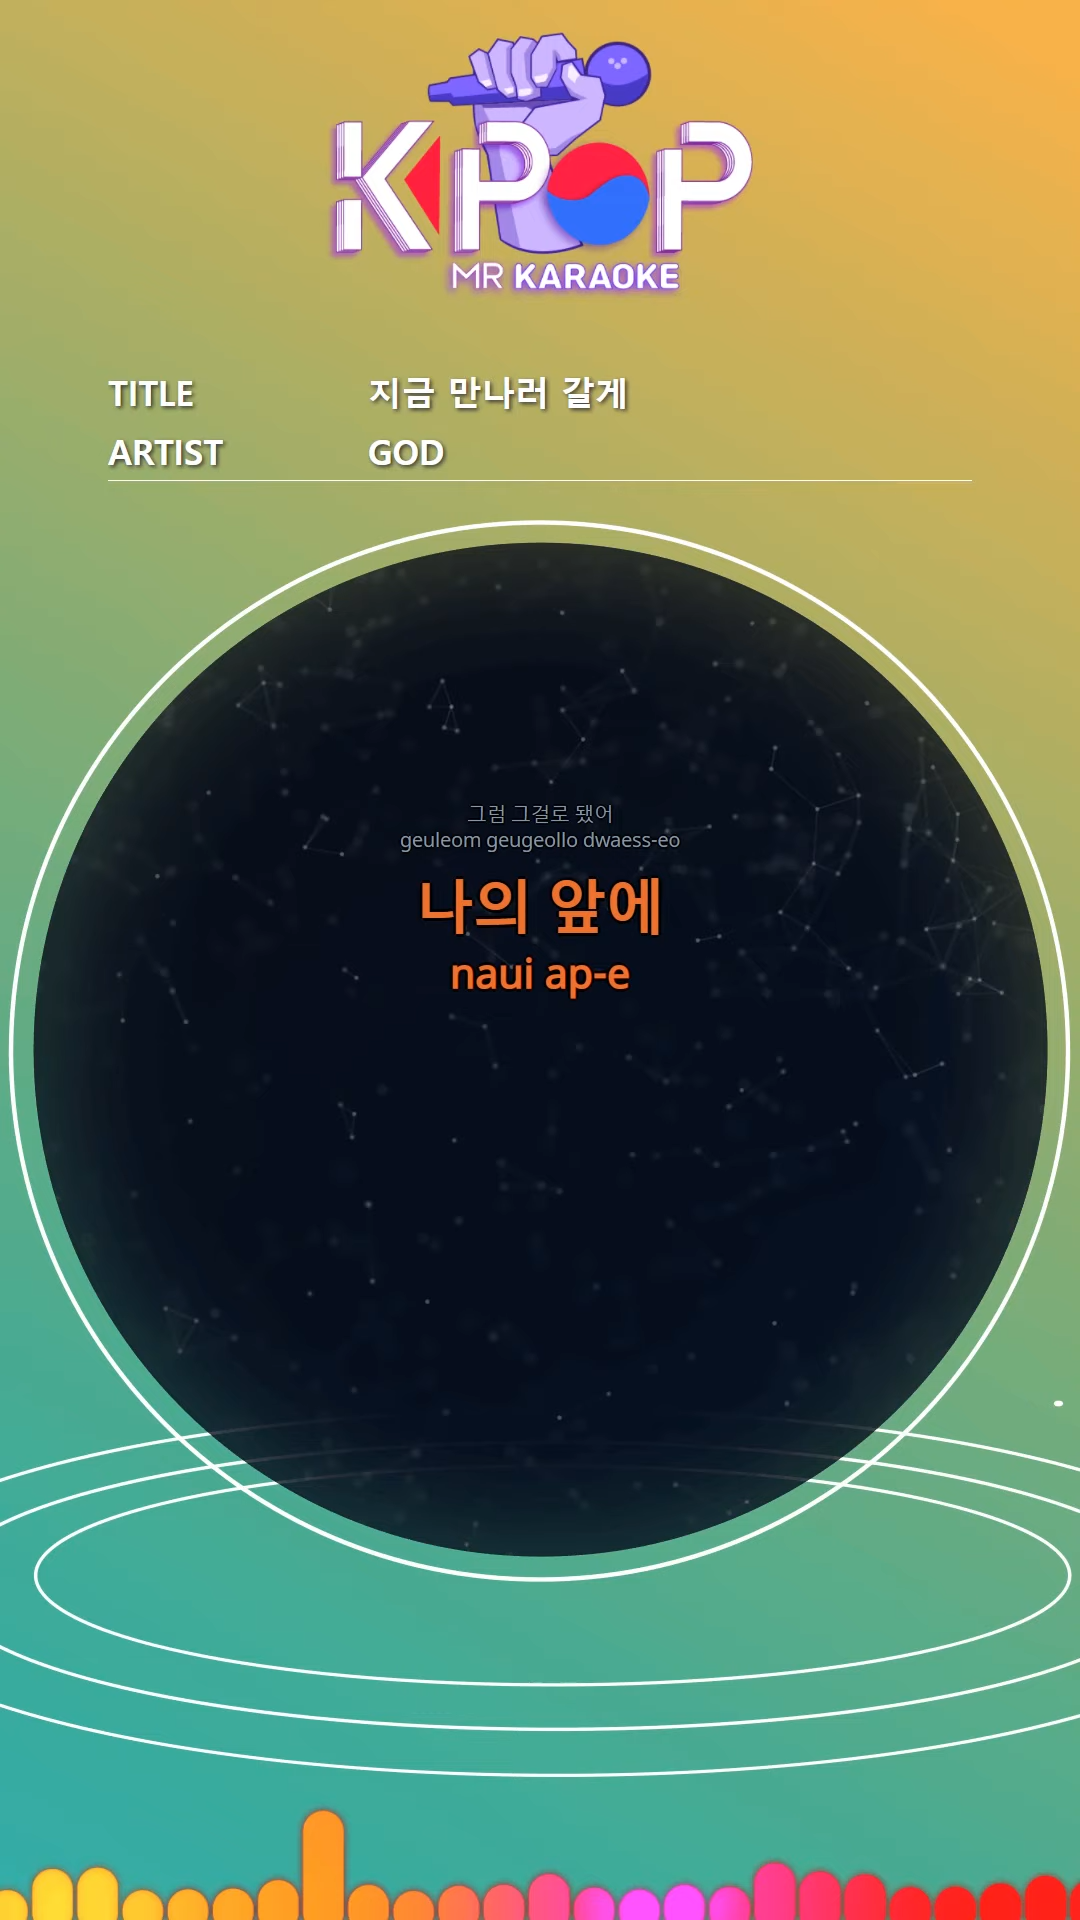 KPOP
MR KARAOKE
TITLE 지금 만나러 갈게
ARTIST GOD
그럼 그걸로 됐어
geuleom geugeollo dwaess-eo
나의 앞에
naui ap-e